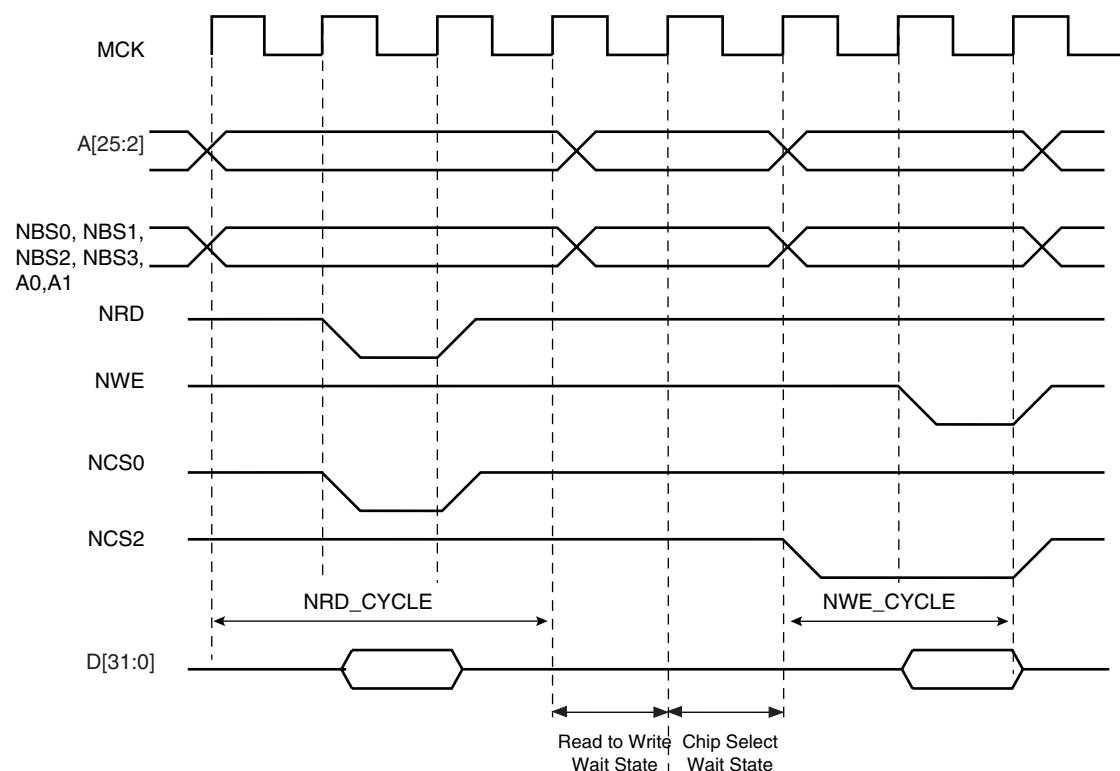 MCK
A[25:2]
NBS0, NBS1,
NBS2, NBS3,
A0,A1
NRD
NWE
NCS0
NCS2
NRD_CYCLE
NWE_CYCLE
D[31:0]
Read to Write
Wait State
Chip Select
Wait State